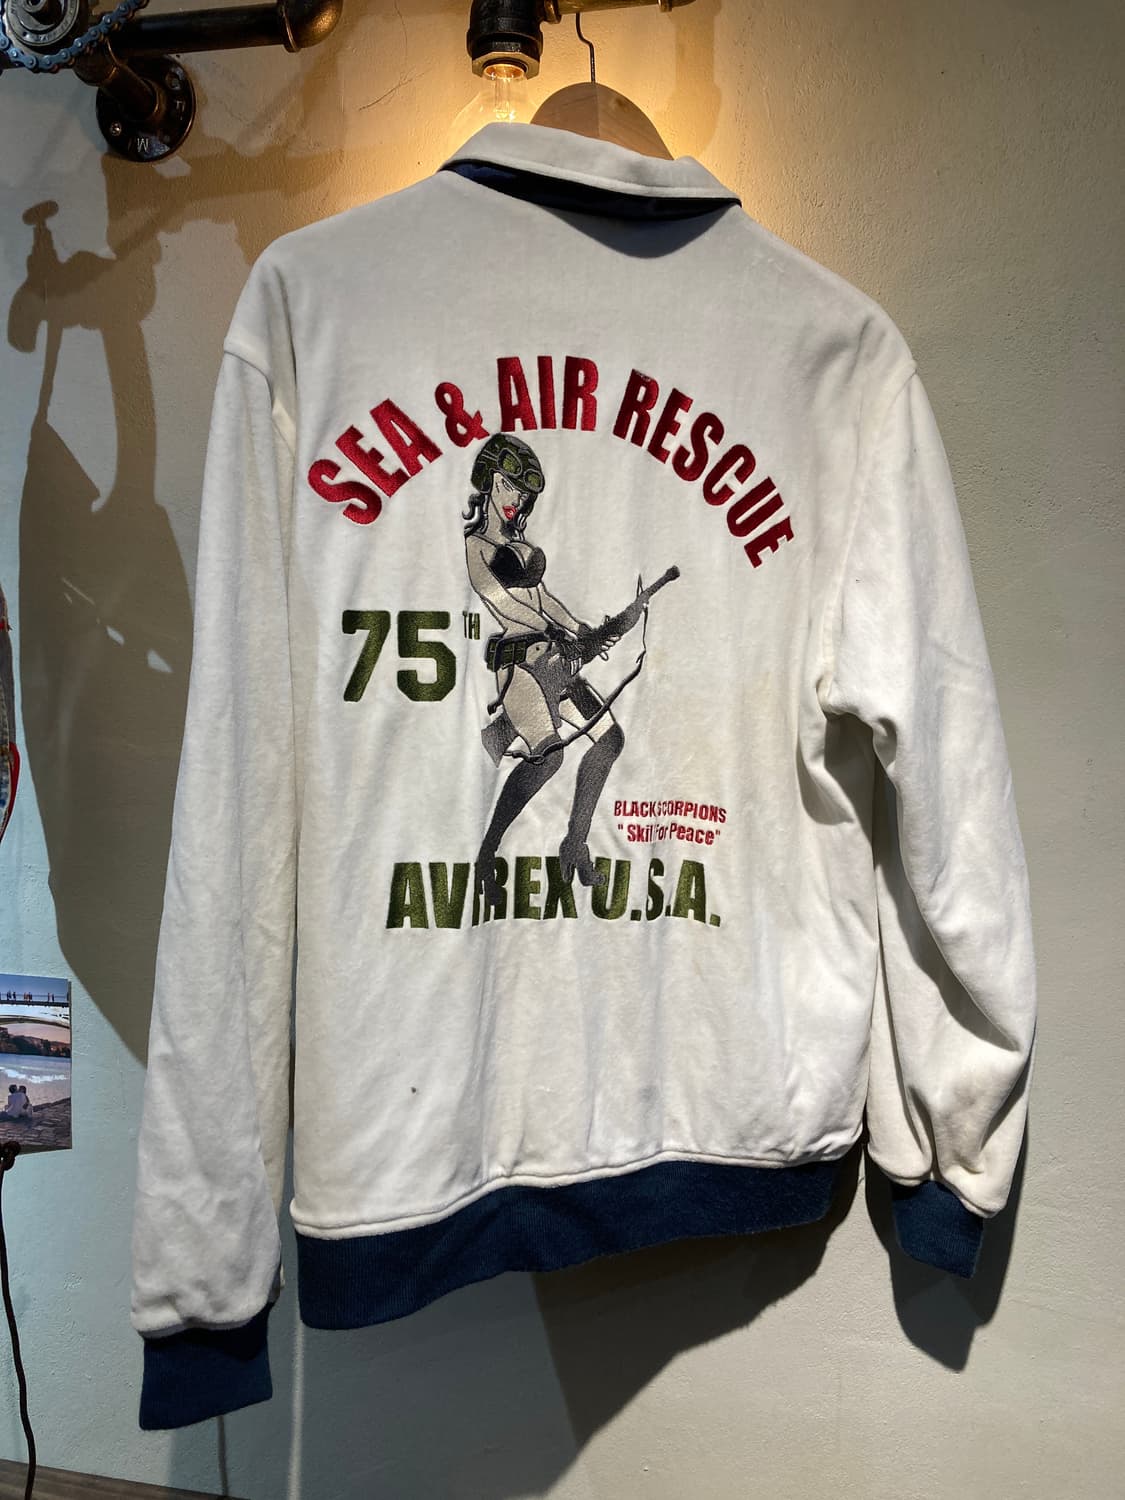 SEA & AIR RESCUE
75TH
BLACK SCORPIONS
"Skill For Peace"
AVIREX U.S.A.